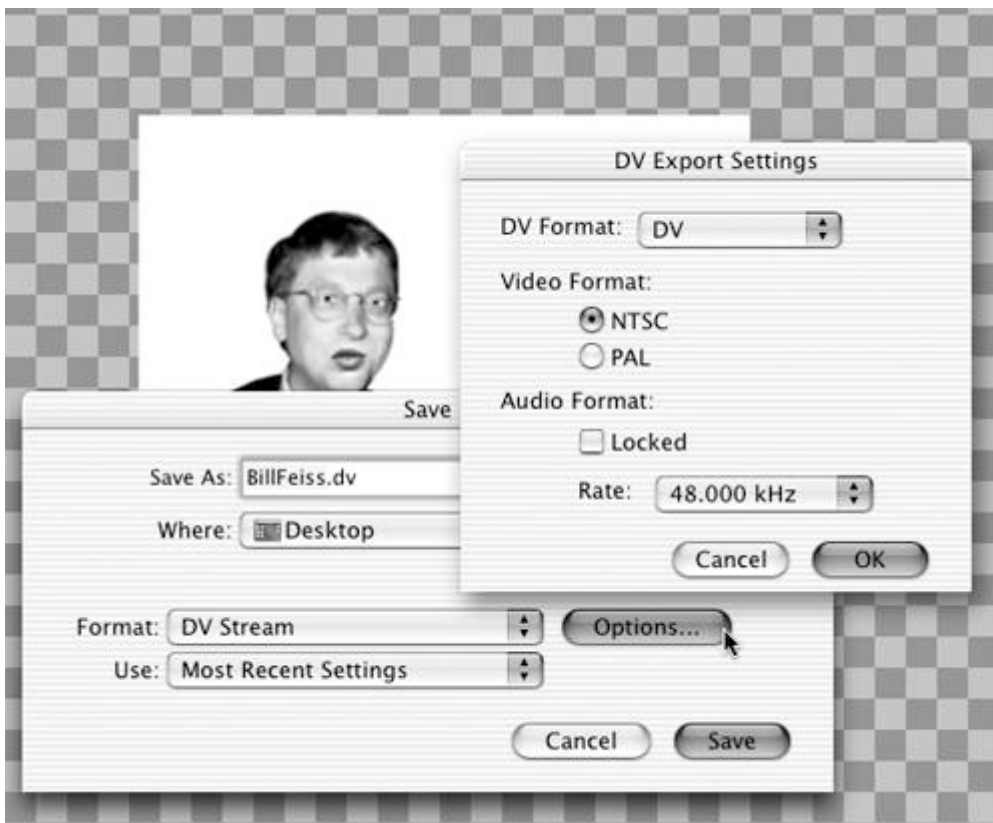 DV Export Settings
DV Format: DV
Video Format:
NTSC
PAL
Audio Format:
Locked
Rate: 48.000 kHz
Cancel OK
Save
Save As: BillFeiss.dv
Where: Desktop
Format: DV Stream Options...
Use: Most Recent Settings
Cancel Save